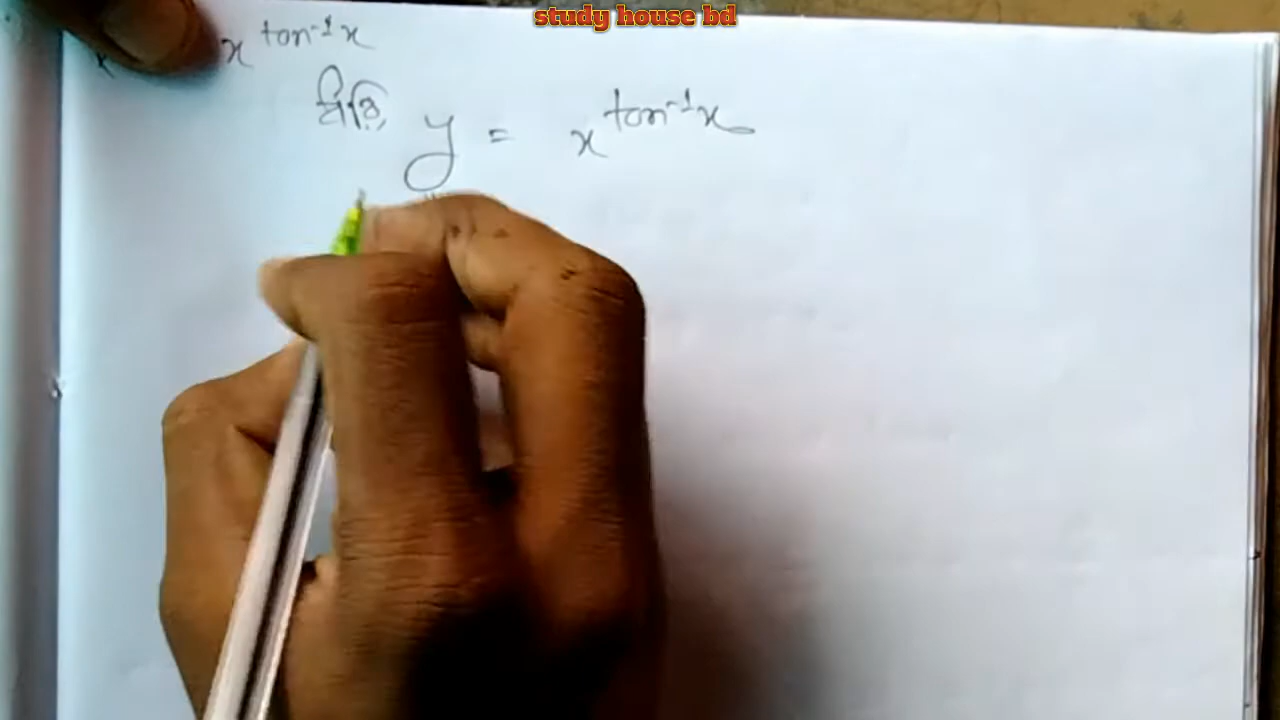 study house bd
x tan⁻¹x
ধরি, y = x tan⁻¹x